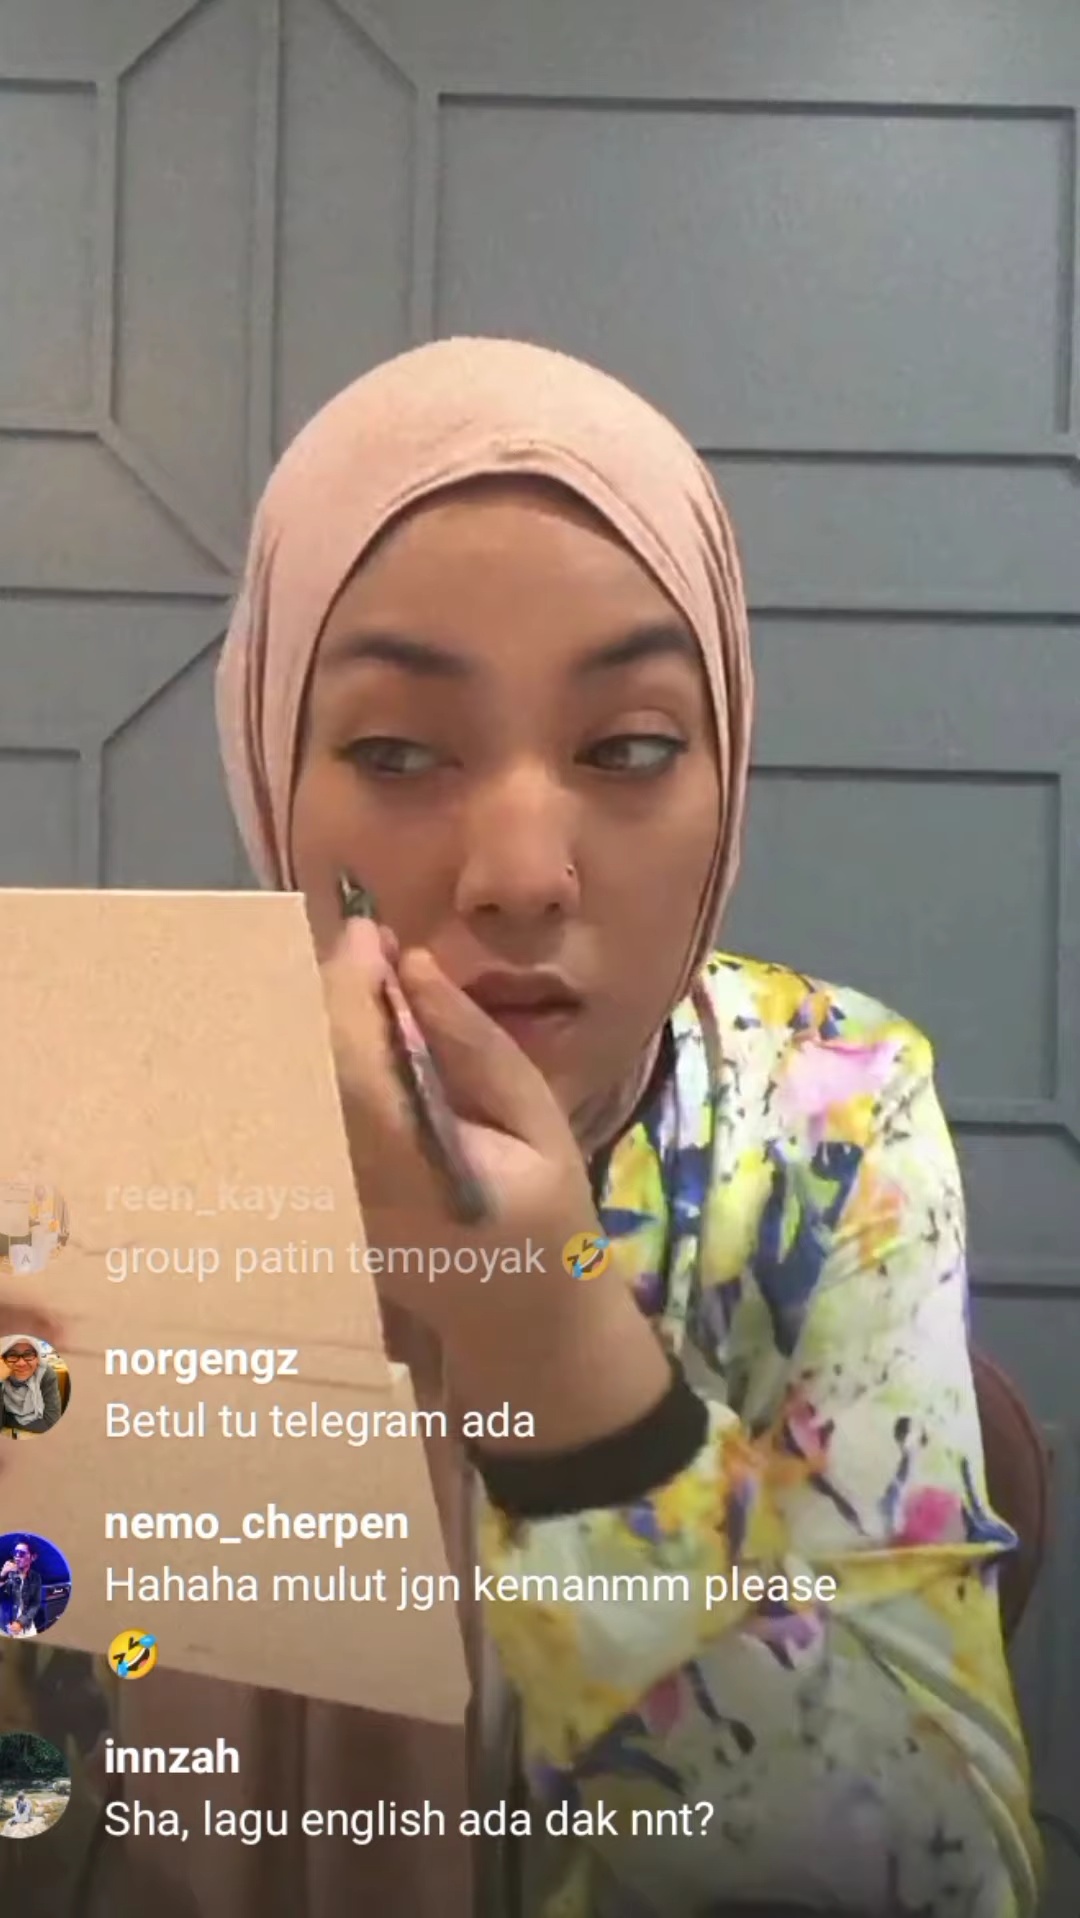 reen_kaysa
group patin tempoyak 🤣
norgengz
Betul tu telegram ada
nemo_cherpen
Hahaha mulut jgn kemanmm please
🤣
innzah
Sha, lagu english ada dak nnt?